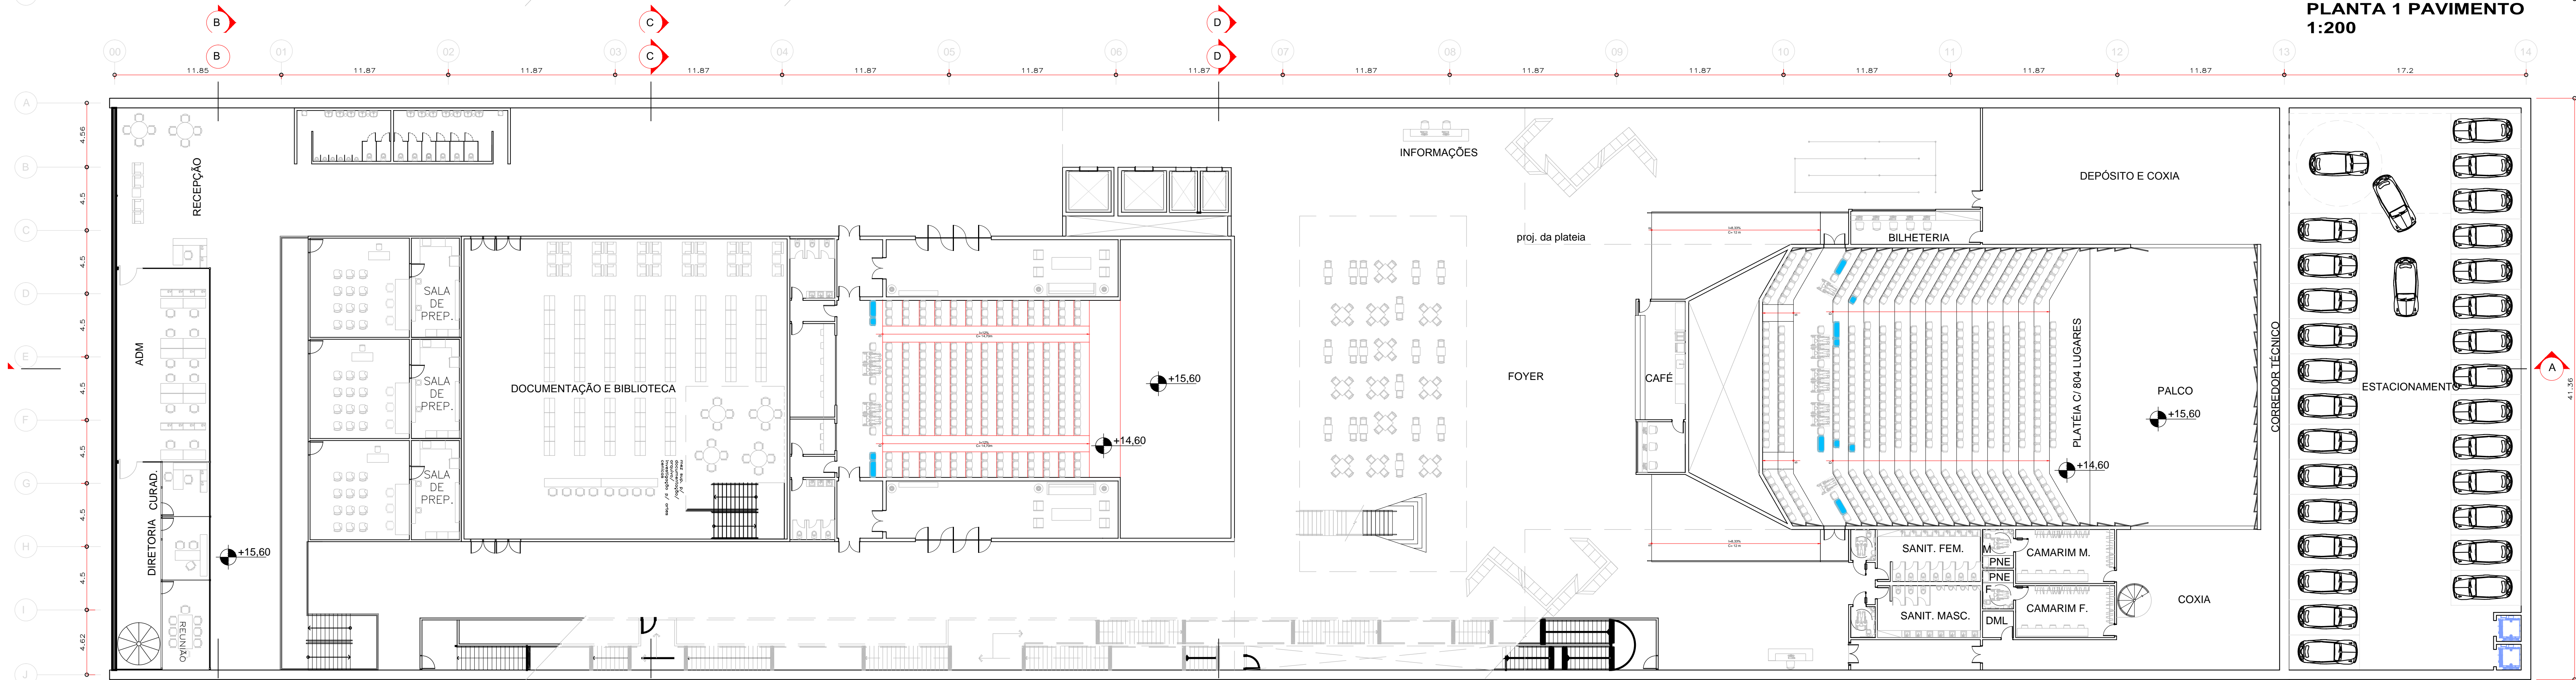 PLANTA 1 PAVIMENTO
1:200
B
C
D
00
01
02
03
04
05
06
07
08
09
10
11
12
13
14
B
C
D
11.85
11.87
11.87
11.87
11.87
11.87
11.87
11.87
11.87
11.87
11.87
11.87
11.87
17.2
A
B
C
D
E
F
G
H
I
J
4.56
4.5
4.5
4.5
4.5
4.5
4.5
4.5
4.62
41.36
A
RECEPÇÃO
ADM
DIRETORIA CURAD.
REUNIÃO
+15,60
SALA
DE
PREP.
SALA
DE
PREP.
SALA
DE
PREP.
DOCUMENTAÇÃO E BIBLIOTECA
+15,60
+14,60
INFORMAÇÕES
proj. da plateia
FOYER
CAFÉ
BILHETERIA
DEPÓSITO E COXIA
PLATÉIA C/ 804 LUGARES
PALCO
+15,60
+14,60
CORREDOR TÉCNICO
ESTACIONAMENTO
SANIT. FEM.
SANIT. MASC.
M
PNE
PNE
F
DML
CAMARIM M.
CAMARIM F.
COXIA